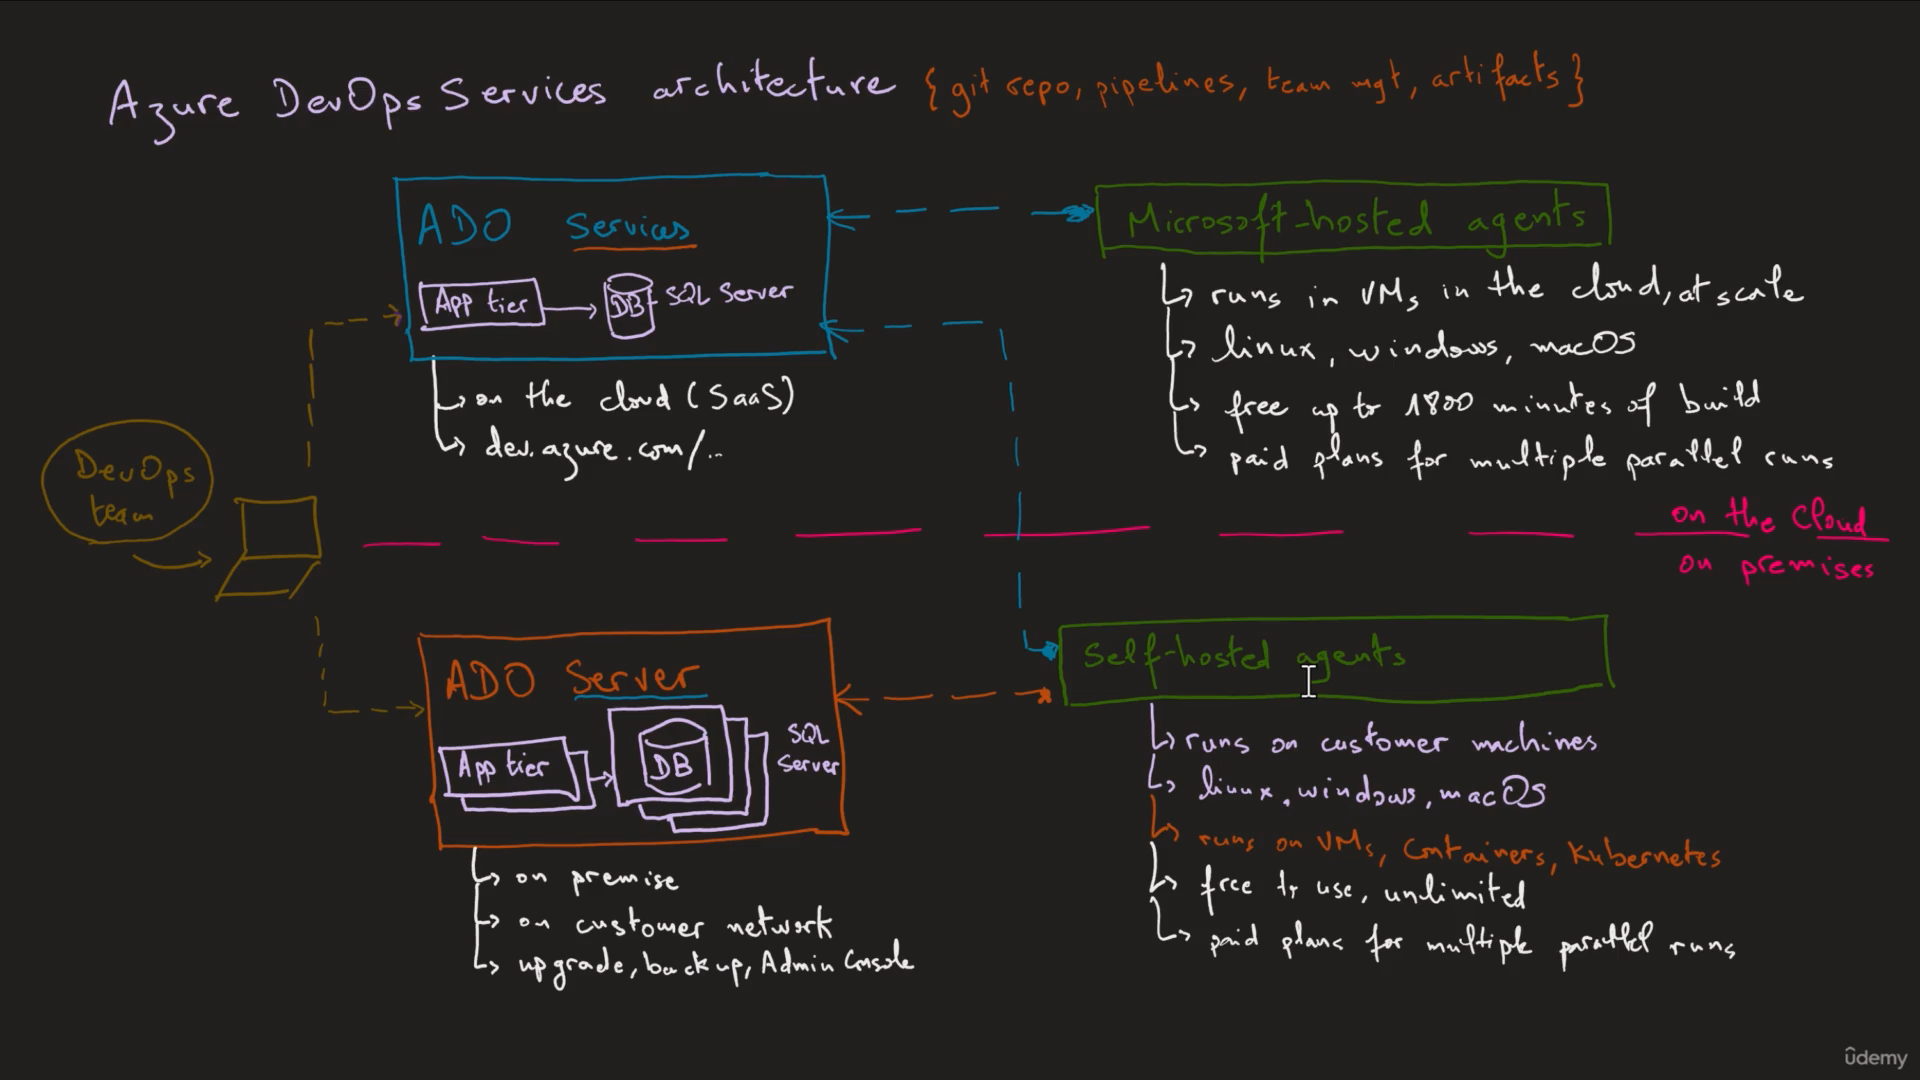 Azure DevOps Services architecture {git repo, pipelines, team mgt, artifacts}
ADO Services
App tier
DB
SQL Server
on the cloud (SaaS)
dev.azure.com/..
Microsoft-hosted agents
runs in VMs in the cloud, at scale
linux, windows, macOS
free up to 1800 minutes of build
paid plans for multiple parallel runs
DevOps
team
on the Cloud
on premises
ADO Server
App tier
DB
SQL
Server
on premise
on customer network
upgrade, backup, Admin Console
Self-hosted agents
runs on customer machines
linux, windows, macOS
runs on VMs, Containers, Kubernetes
free to use, unlimited
paid plans for multiple parallel runs
ûdemy